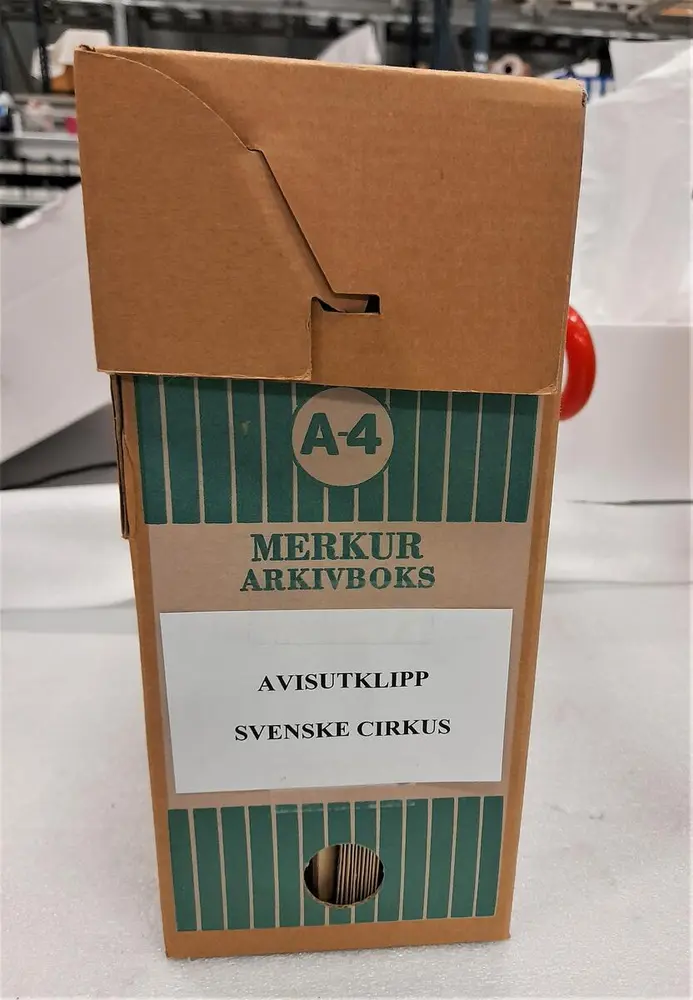 A-4
MERKUR
ARKIVBOKS
AVISUTKLIPP
SVENSKE CIRKUS